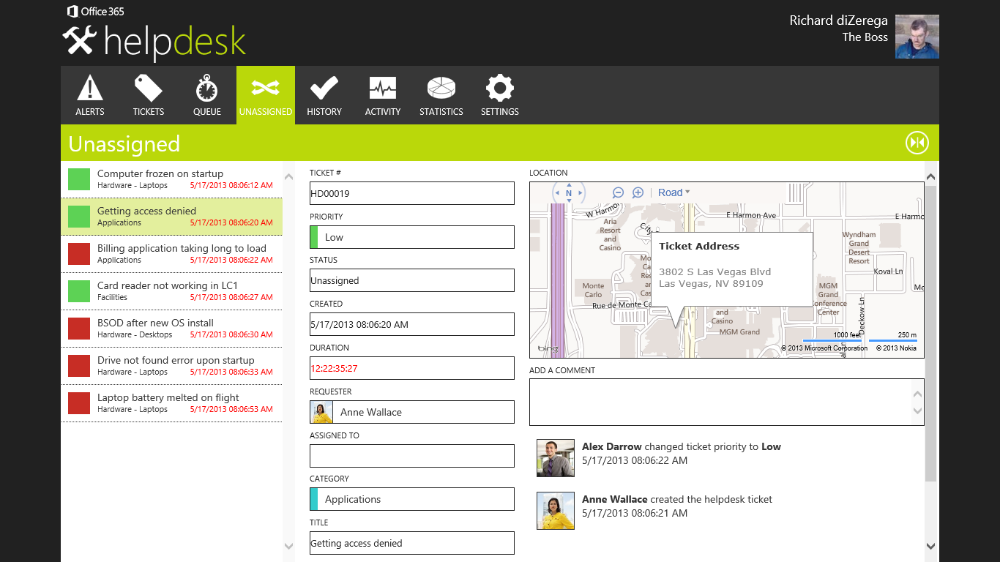 Office 365
helpdesk
Richard diZerega
The Boss
ALERTS
TICKETS
QUEUE
UNASSIGNED
HISTORY
ACTIVITY
STATISTICS
SETTINGS
Unassigned
Computer frozen on startup
Hardware - Laptops 5/17/2013 08:06:12 AM
Getting access denied
Applications 5/17/2013 08:06:20 AM
Billing application taking long to load
Applications 5/17/2013 08:06:22 AM
Card reader not working in LC1
Facilities 5/17/2013 08:06:27 AM
BSOD after new OS install
Hardware - Desktops 5/17/2013 08:06:30 AM
Drive not found error upon startup
Hardware - Laptops 5/17/2013 08:06:33 AM
Laptop battery melted on flight
Hardware - Laptops 5/17/2013 08:06:53 AM
TICKET #
HD00019
PRIORITY
Low
STATUS
Unassigned
CREATED
5/17/2013 08:06:20 AM
DURATION
12:22:35:27
REQUESTER
Anne Wallace
ASSIGNED TO
CATEGORY
Applications
TITLE
Getting access denied
LOCATION
N
Road
W Harmon
E Harmon Ave
E Harmo
Aria
Resort
and
Casino
City
Wyndham
Grand
Desert
Resort
Ticket Address
3802 S Las Vegas Blvd
Las Vegas, NV 89109
Mo
Res
an
Ca
Koval Ln
Monte
Carlo
MGM
Grand
Conference
Center
Rue de Monte Ca
and
Casino
MGM Grand
Deckow Ln
1000 feet
250 m
bing
© 2013 Microsoft Corporation
© 2013 Nokia
ADD A COMMENT
Alex Darrow changed ticket priority to Low
5/17/2013 08:06:22 AM
Anne Wallace created the helpdesk ticket
5/17/2013 08:06:21 AM